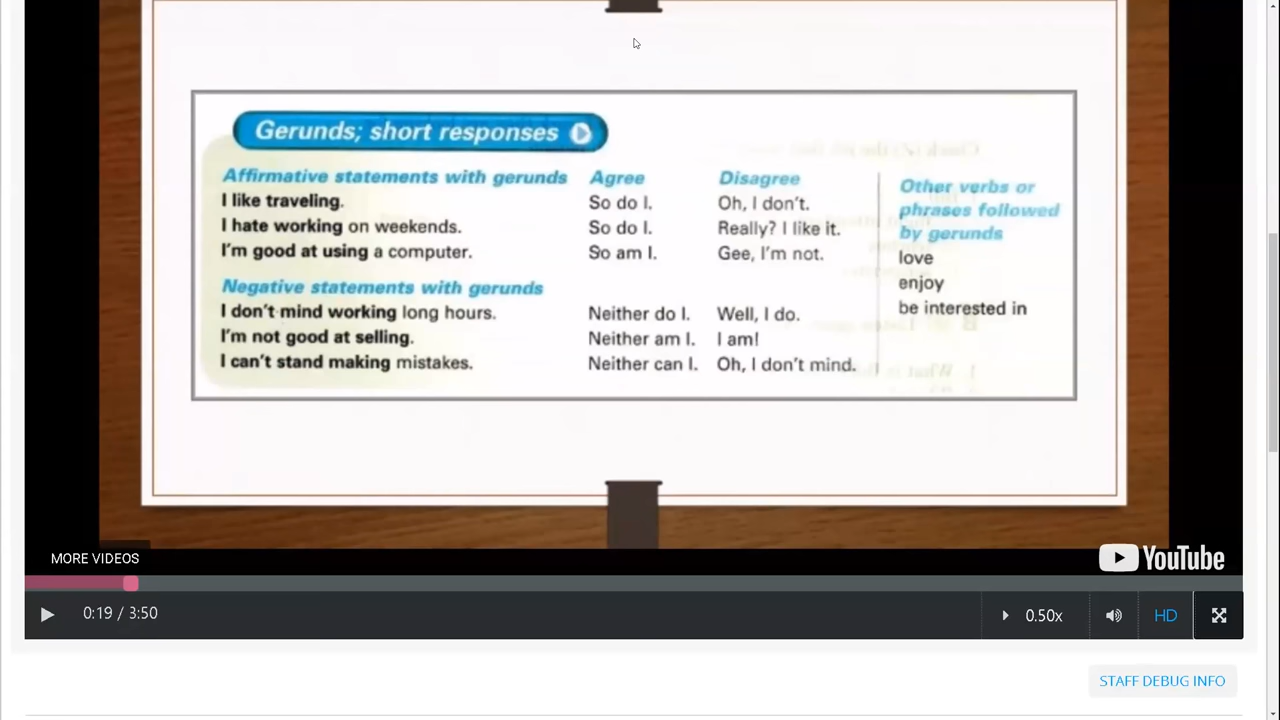 Gerunds; short responses
Affirmative statements with gerunds Agree Disagree
I like traveling. So do I. Oh, I don't.
I hate working on weekends. So do I. Really? I like it.
I'm good at using a computer. So am I. Gee, I'm not.
Negative statements with gerunds
I don't mind working long hours. Neither do I. Well, I do.
I'm not good at selling. Neither am I. I am!
I can't stand making mistakes. Neither can I. Oh, I don't mind.
Other verbs or
phrases followed
by gerunds
love
enjoy
be interested in
MORE VIDEOS
YouTube
0:19 / 3:50
0.50x
HD
STAFF DEBUG INFO